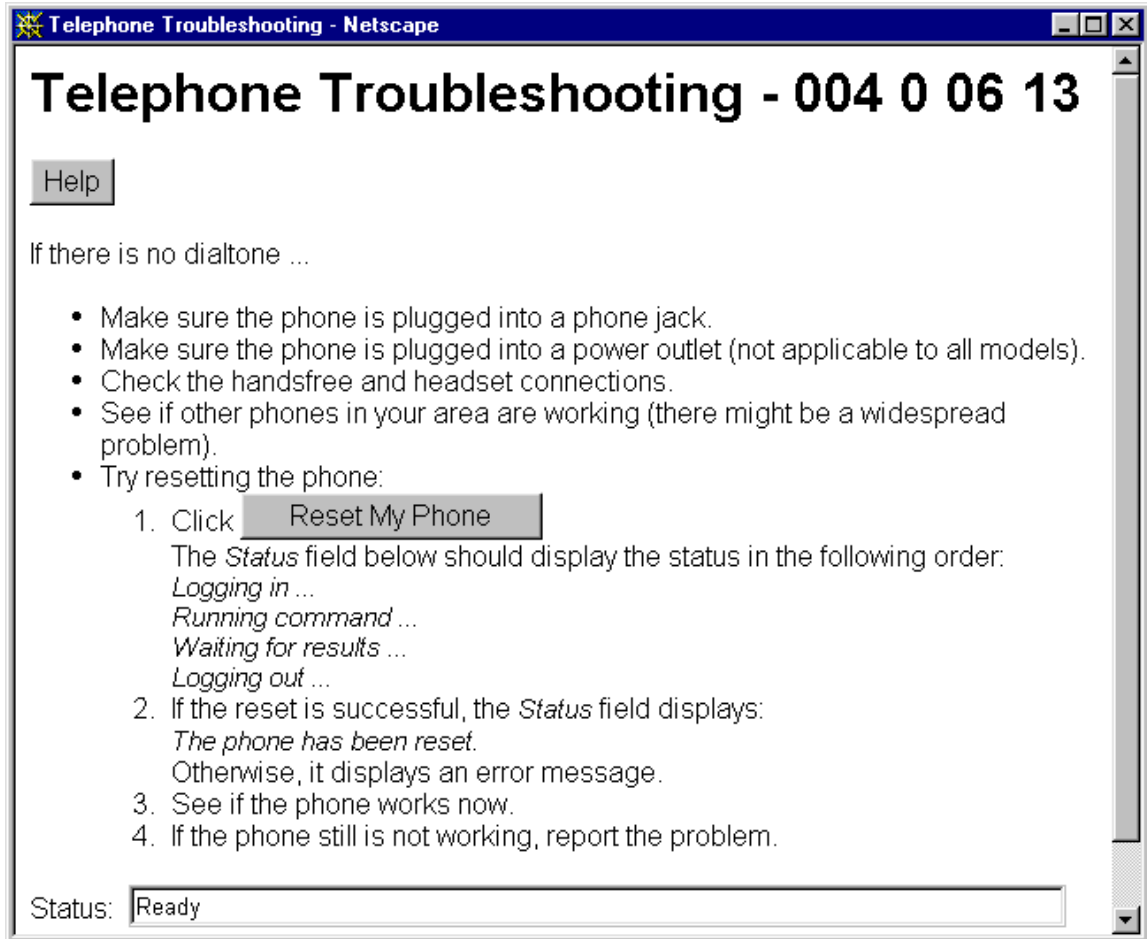 Telephone Troubleshooting - Netscape
Telephone Troubleshooting - 004 0 06 13
Help
If there is no dialtone ...
• Make sure the phone is plugged into a phone jack.
• Make sure the phone is plugged into a power outlet (not applicable to all models).
• Check the handsfree and headset connections.
• See if other phones in your area are working (there might be a widespread
problem).
• Try resetting the phone:
1. Click Reset My Phone
The Status field below should display the status in the following order:
Logging in ...
Running command ...
Waiting for results ...
Logging out ...
2. If the reset is successful, the Status field displays:
The phone has been reset.
Otherwise, it displays an error message.
3. See if the phone works now.
4. If the phone still is not working, report the problem.
Status: Ready